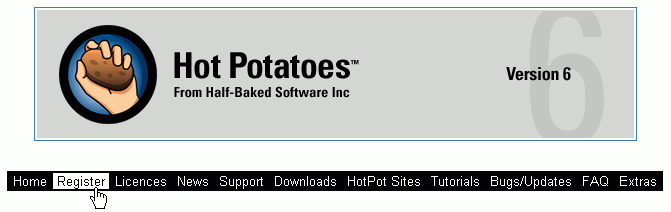 Hot Potatoes™
From Half-Baked Software Inc
Version 6
6
Home Register Licences News Support Downloads HotPot Sites Tutorials Bugs/Updates FAQ Extras